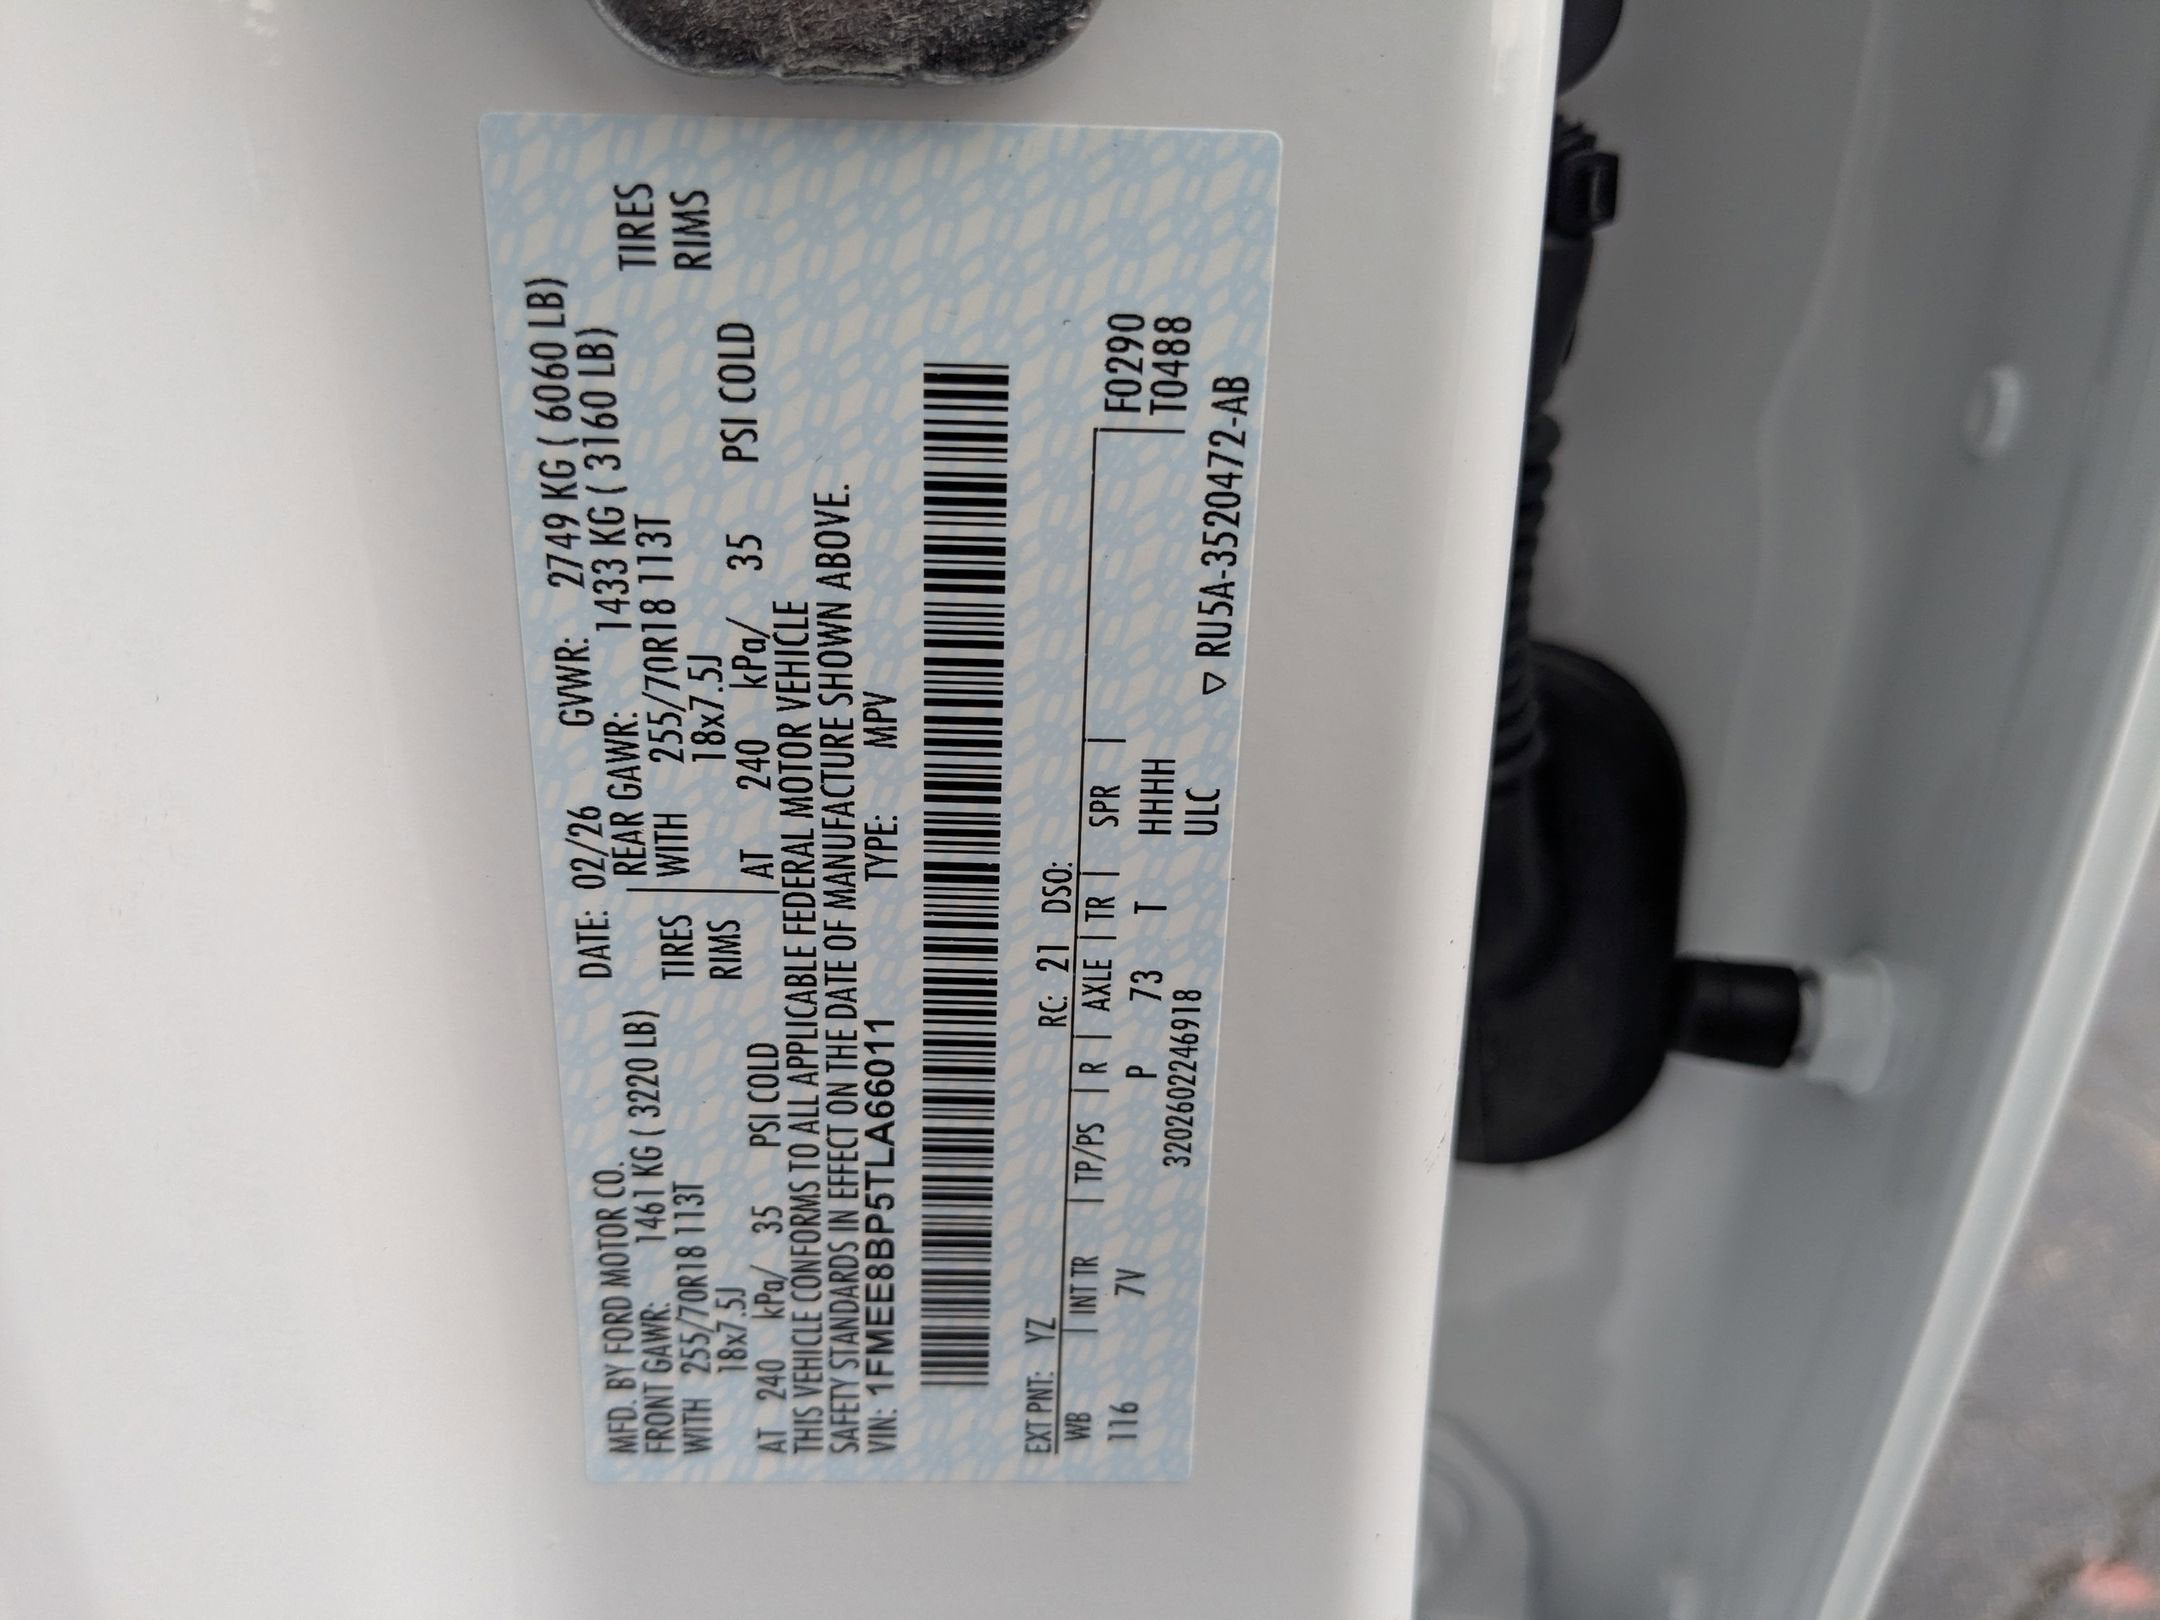 MFD. BY FORD MOTOR CO. DATE: 02/26 GVWR: 2749 KG ( 6060 LB)
FRONT GAWR: 1461 KG ( 3220 LB) REAR GAWR: 1433 KG ( 3160 LB)
WITH 255/70R18 113T TIRES WITH 255/70R18 113T TIRES
18x7.5J RIMS 18x7.5J RIMS
AT 240 kPa/ 35 PSI COLD AT 240 kPa/ 35 PSI COLD
THIS VEHICLE CONFORMS TO ALL APPLICABLE FEDERAL MOTOR VEHICLE
SAFETY STANDARDS IN EFFECT ON THE DATE OF MANUFACTURE SHOWN ABOVE.
VIN: 1FMEE8BP5TLA66011 TYPE: MPV
EXT PNT: YZ RC: 21 DSO:
WB | INT TR | TP/PS | R | AXLE | TR | SPR | F0290
116 7V P 73 T HHHH T0488
320260224691­8 ULC ▽ RU5A-3520472-AB